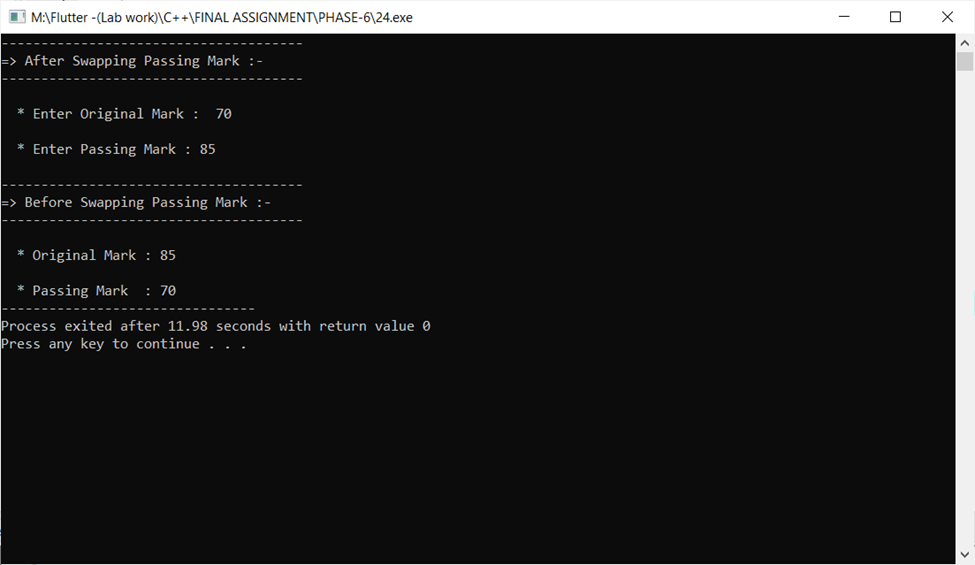 M:\Flutter -(Lab work)\C++\FINAL ASSIGNMENT\PHASE-6\24.exe
--------------------------------------
=> After Swapping Passing Mark :-
--------------------------------------
* Enter Original Mark :  70
* Enter Passing Mark : 85
--------------------------------------
=> Before Swapping Passing Mark :-
--------------------------------------
* Original Mark : 85
* Passing Mark  : 70
--------------------------------
Process exited after 11.98 seconds with return value 0
Press any key to continue . . .